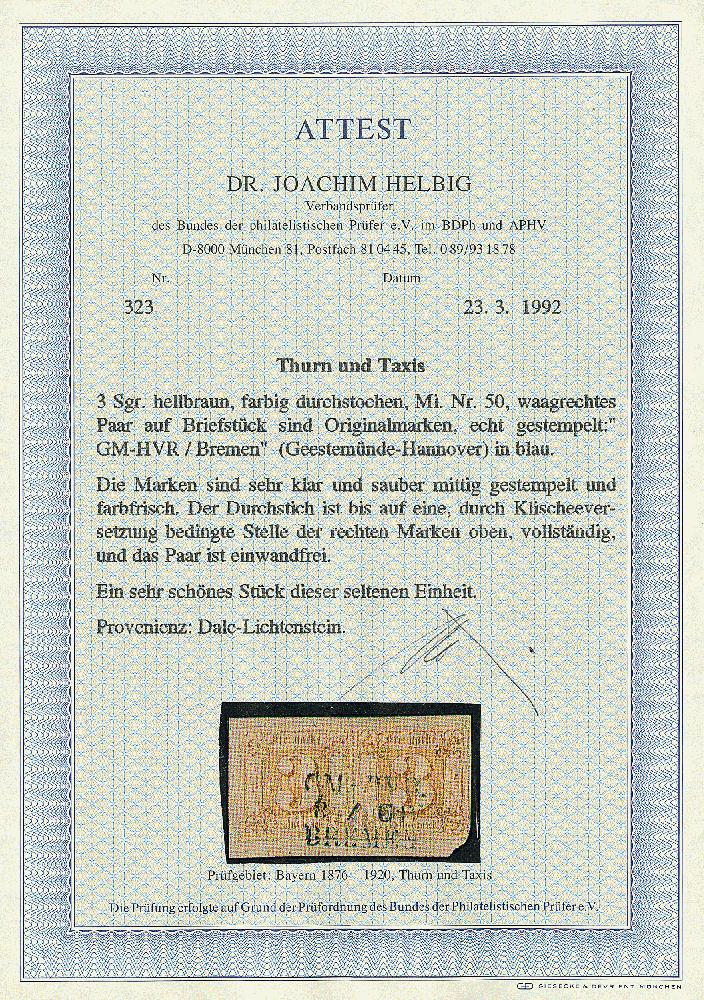 ATTEST
DR. JOACHIM HELBIG
Verbandsprüfer
des Bundes der philatelistischen Prüfer e.V. im BDPh und APHV
D-8000 München 81, Postfach 81 04 45, Tel. 0 89/93 18 78
Nr. Datum
323 23. 3. 1992
Thurn und Taxis
3 Sgr. hellbraun, farbig durchstochen, Mi. Nr. 50, waagrechtes
Paar auf Briefstück sind Originalmarken, echt gestempelt:"
GM-HVR / Bremen" (Geestemünde-Hannover) in blau.
Die Marken sind sehr klar und sauber mittig gestempelt und
farbfrisch. Der Durchstich ist bis auf eine, durch Klischeever-
setzung bedingte Stelle der rechten Marken oben, vollständig,
und das Paar ist einwandfrei.
Ein sehr schönes Stück dieser seltenen Einheit.
Provenienz: Dale-Lichtenstein.
3 3
BREMEN
Prüfgebiet: Bayern 1876 - 1920, Thurn und Taxis
Die Prüfung erfolgte auf Grund der Prüfordnung des Bundes der Philatelistischen Prüfer e.V.
GIESECKE & DEVRIENT MÜNCHEN